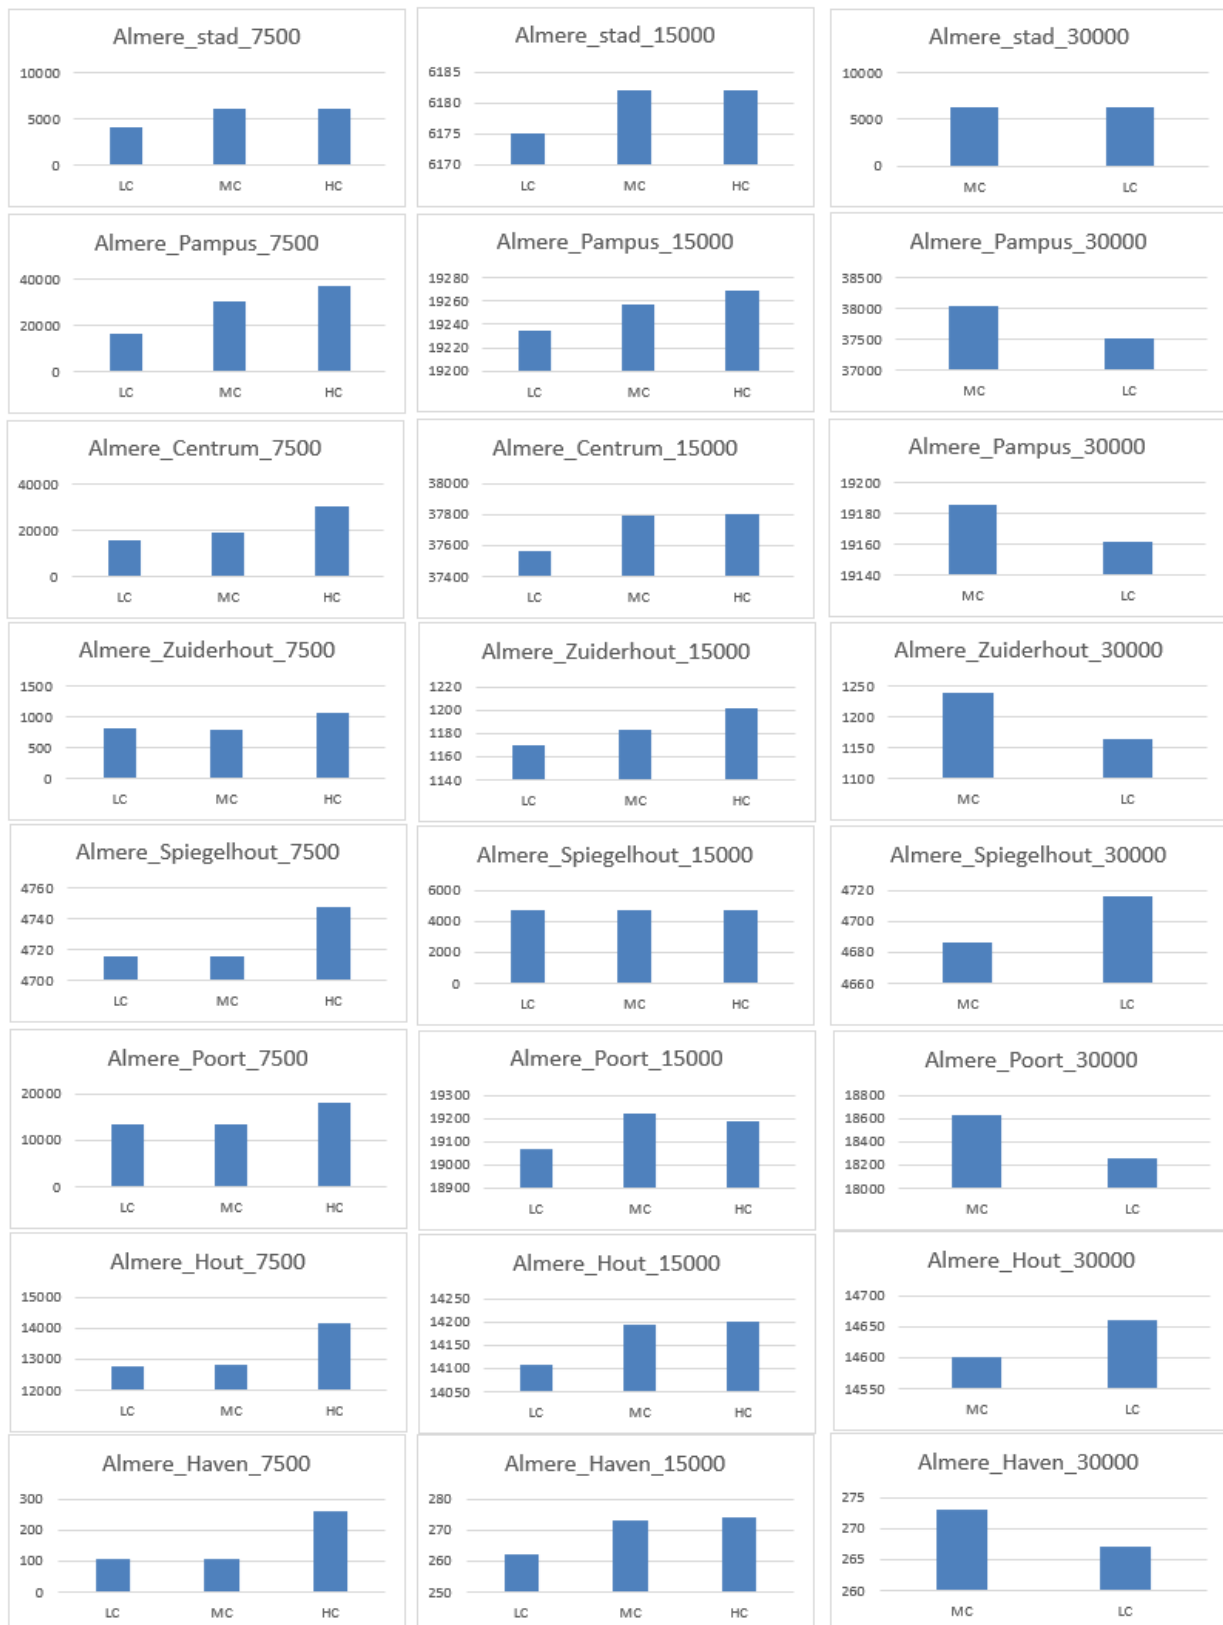 Almere_stad_7500
10000
5000
0
LC MC HC
Almere_stad_15000
6185
6180
6175
6170
LC MC HC
Almere_stad_30000
10000
5000
0
MC LC
Almere_Pampus_7500
40000
20000
0
LC MC HC
Almere_Pampus_15000
19280
19260
19240
19220
19200
LC MC HC
Almere_Pampus_30000
38500
38000
37500
37000
MC LC
Almere_Centrum_7500
40000
20000
0
LC MC HC
Almere_Centrum_15000
38000
37800
37600
37400
LC MC HC
Almere_Pampus_30000
19200
19180
19160
19140
MC LC
Almere_Zuiderhout_7500
1500
1000
500
0
LC MC HC
Almere_Zuiderhout_15000
1220
1200
1180
1160
1140
LC MC HC
Almere_Zuiderhout_30000
1250
1200
1150
1100
MC LC
Almere_Spiegelhout_7500
4760
4740
4720
4700
LC MC HC
Almere_Spiegelhout_15000
6000
4000
2000
0
LC MC HC
Almere_Spiegelhout_30000
4720
4700
4680
4660
MC LC
Almere_Poort_7500
20000
10000
0
LC MC HC
Almere_Poort_15000
19300
19200
19100
19000
18900
LC MC HC
Almere_Poort_30000
18800
18600
18400
18200
18000
MC LC
Almere_Hout_7500
15000
14000
13000
12000
LC MC HC
Almere_Hout_15000
14250
14200
14150
14100
14050
LC MC HC
Almere_Hout_30000
14700
14650
14600
14550
MC LC
Almere_Haven_7500
300
200
100
0
LC MC HC
Almere_Haven_15000
280
270
260
250
LC MC HC
Almere_Haven_30000
275
270
265
260
MC LC